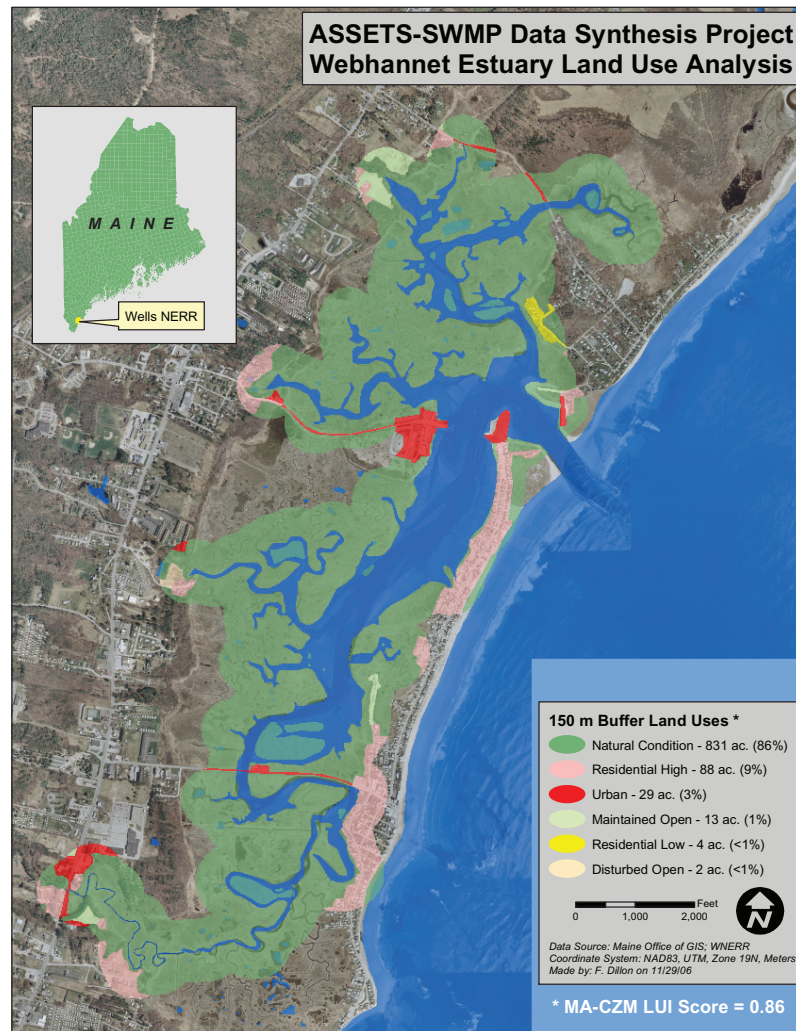 ASSETS-SWMP Data Synthesis Project
Webhannet Estuary Land Use Analysis
MAINE
Wells NERR
150 m Buffer Land Uses *
Natural Condition - 831 ac. (86%)
Residential High - 88 ac. (9%)
Urban - 29 ac. (3%)
Maintained Open - 13 ac. (1%)
Residential Low - 4 ac. (<1%)
Disturbed Open - 2 ac. (<1%)
Feet
0 1,000 2,000
N
Data Source: Maine Office of GIS; WNERR
Coordinate System: NAD83, UTM, Zone 19N, Meters
Made by: F. Dillon on 11/29/06
* MA-CZM LUI Score = 0.86